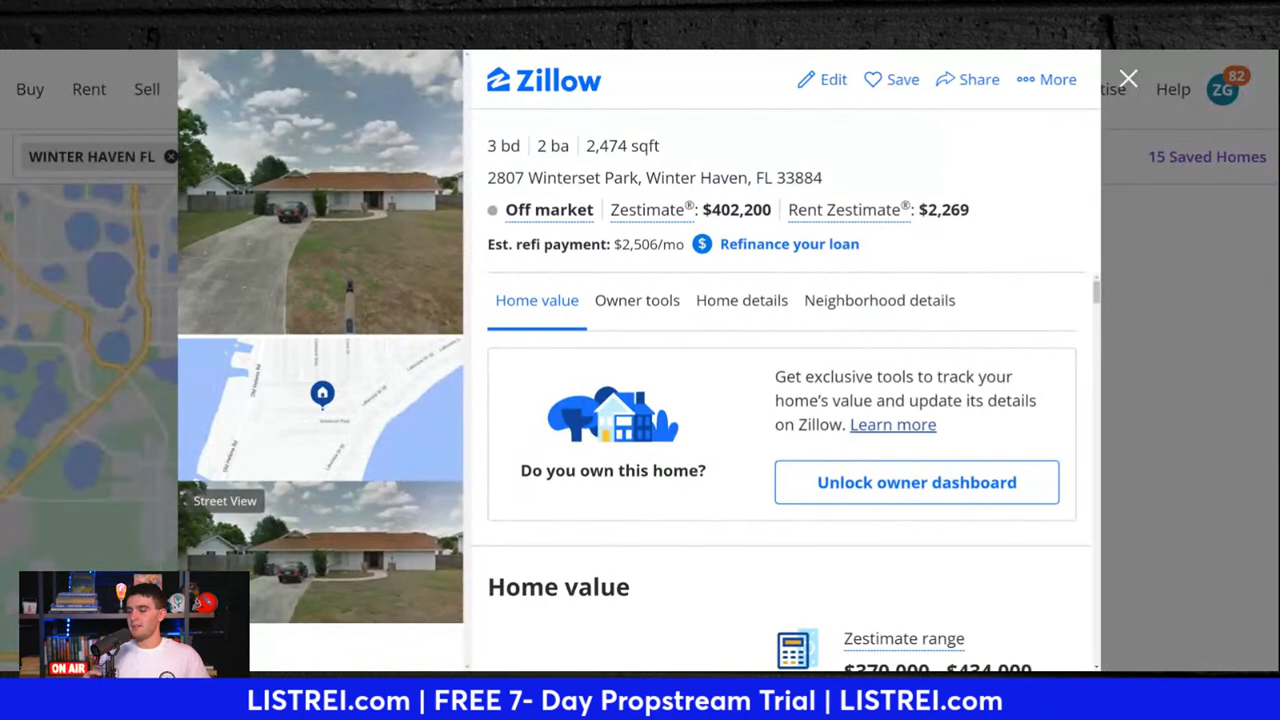 Zillow
Edit
Save
Share
More
Buy
Rent
Sell
Help
ZG
82
WINTER HAVEN FL
15 Saved Homes
3 bd
2 ba
2,474 sqft
2807 Winterset Park, Winter Haven, FL 33884
Off market
Zestimate®: $402,200
Rent Zestimate®: $2,269
Est. refi payment: $2,506/mo
$
Refinance your loan
Home value
Owner tools
Home details
Neighborhood details
Do you own this home?
Get exclusive tools to track your
home's value and update its details
on Zillow. Learn more
Unlock owner dashboard
Street View
Home value
Zestimate range
$370,000 - $434,000
ON AIR
LISTREI.com | FREE 7- Day Propstream Trial | LISTREI.com